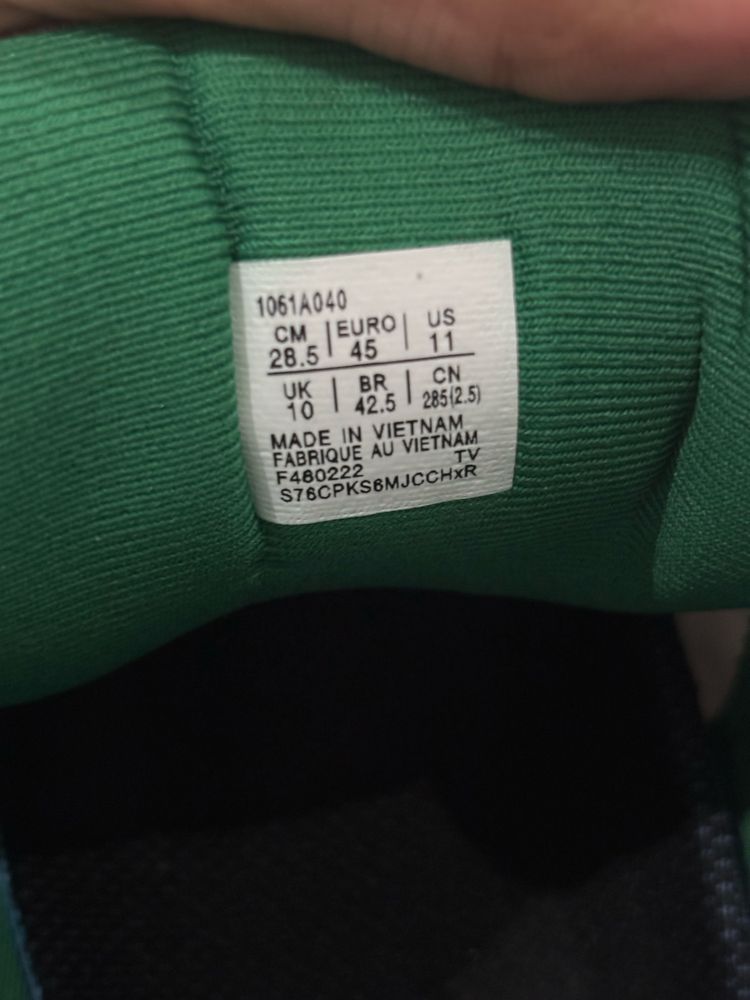 1061A040
CM | EURO | US
28.5 | 45 | 11
UK | BR | CN
10 | 42.5 | 285(2.5)
MADE IN VIETNAM
FABRIQUE AU VIETNAM
F460222 TV
S76CPKS6MJCCHxR